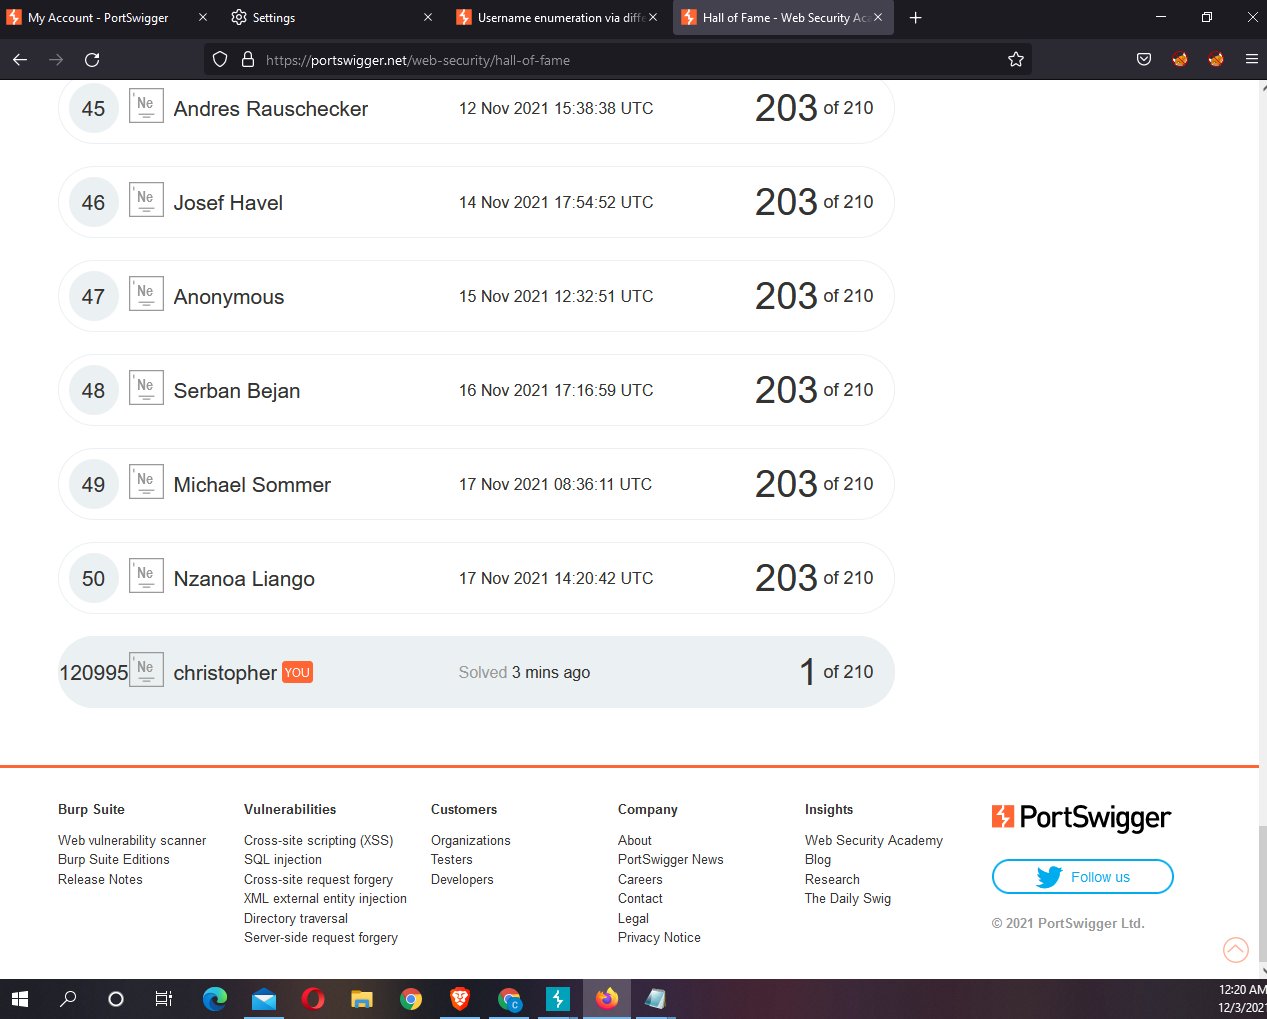 My Account - PortSwigger
Settings
Username enumeration via diffe
Hall of Fame - Web Security Aca
https://portswigger.net/web-security/hall-of-fame
45 Ne Andres Rauschecker 12 Nov 2021 15:38:38 UTC 203 of 210
46 Ne Josef Havel 14 Nov 2021 17:54:52 UTC 203 of 210
47 Ne Anonymous 15 Nov 2021 12:32:51 UTC 203 of 210
48 Ne Serban Bejan 16 Nov 2021 17:16:59 UTC 203 of 210
49 Ne Michael Sommer 17 Nov 2021 08:36:11 UTC 203 of 210
50 Ne Nzanoa Liango 17 Nov 2021 14:20:42 UTC 203 of 210
120995 Ne christopher YOU Solved 3 mins ago 1 of 210
Burp Suite
Web vulnerability scanner
Burp Suite Editions
Release Notes
Vulnerabilities
Cross-site scripting (XSS)
SQL injection
Cross-site request forgery
XML external entity injection
Directory traversal
Server-side request forgery
Customers
Organizations
Testers
Developers
Company
About
PortSwigger News
Careers
Contact
Legal
Privacy Notice
Insights
Web Security Academy
Blog
Research
The Daily Swig
PortSwigger
Follow us
© 2021 PortSwigger Ltd.
C
12:20 AM
12/3/2021